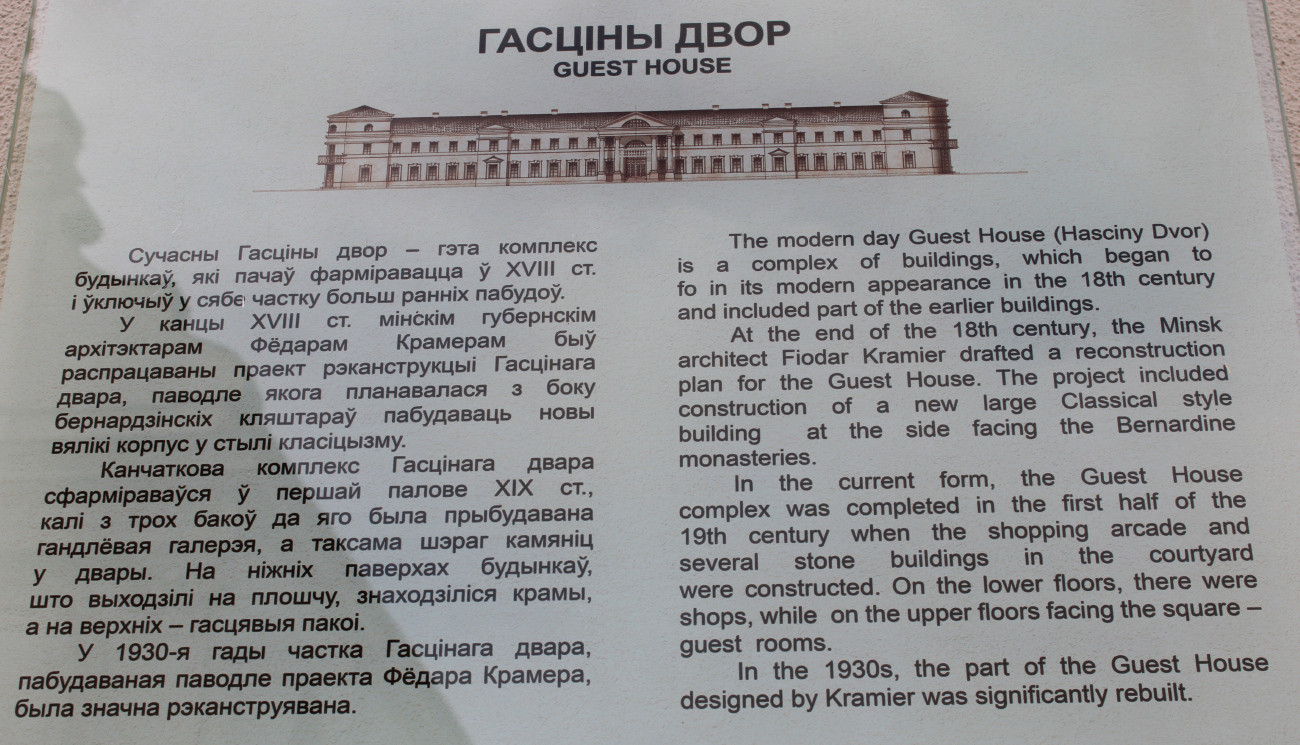 ГАСЦІНЫ ДВОР
GUEST HOUSE
Сучасны Гасціны двор – гэта комплекс
будынкаў, які пачаў фарміравацца ў XVIII ст.
і ўключыў у сябе частку больш ранніх пабудоў.
У канцы XVIII ст. мінскім губернскім
архітэктарам Фёдарам Крамерам быў
распрацаваны праект рэканструкцыі Гасцінага
двара, паводле якога планавалася з боку
бернардзінскіх кляштараў пабудаваць новы
вялікі корпус у стылі класіцызму.
Канчаткова комплекс Гасцінага двара
сфарміраваўся ў першай палове XIX ст.,
калі з трох бакоў да яго была прыбудавана
гандлёвая галерэя, а таксама шэраг камяніц
у двары. На ніжніх паверхах будынкаў,
што выходзілі на плошчу, знаходзіліся крамы,
а на верхніх – гасцявыя пакоі.
У 1930-я гады частка Гасцінага двара,
пабудаваная паводле праекта Фёдара Крамера,
была значна рэканструявана.
The modern day Guest House (Hasciny Dvor)
is a complex of buildings, which began to
fo in its modern appearance in the 18th century
and included part of the earlier buildings.
At the end of the 18th century, the Minsk
architect Fiodar Kramier drafted a reconstruction
plan for the Guest House. The project included
construction of a new large Classical style
building at the side facing the Bernardine
monasteries.
In the current form, the Guest House
complex was completed in the first half of the
19th century when the shopping arcade and
several stone buildings in the courtyard
were constructed. On the lower floors, there were
shops, while on the upper floors facing the square –
guest rooms.
In the 1930s, the part of the Guest House
designed by Kramier was significantly rebuilt.